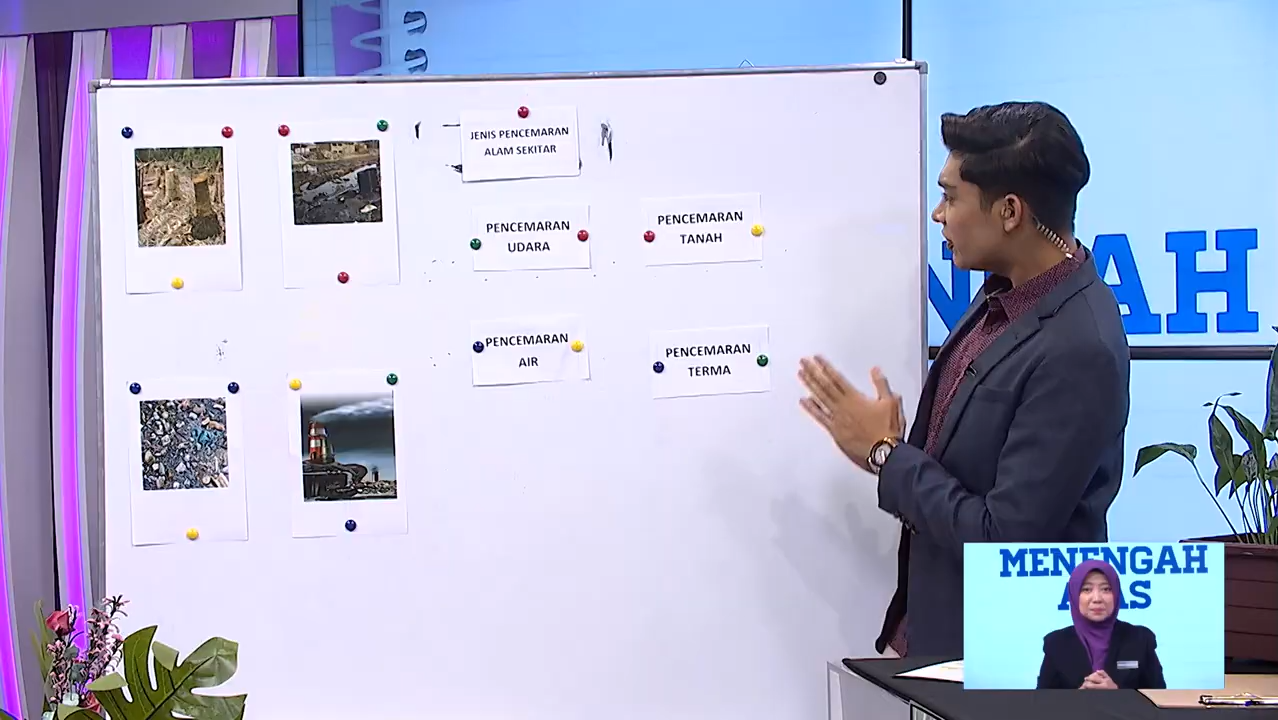 JENIS PENCEMARAN
ALAM SEKITAR
PENCEMARAN
UDARA
PENCEMARAN
TANAH
PENCEMARAN
AIR
PENCEMARAN
TERMA
MENENGAH